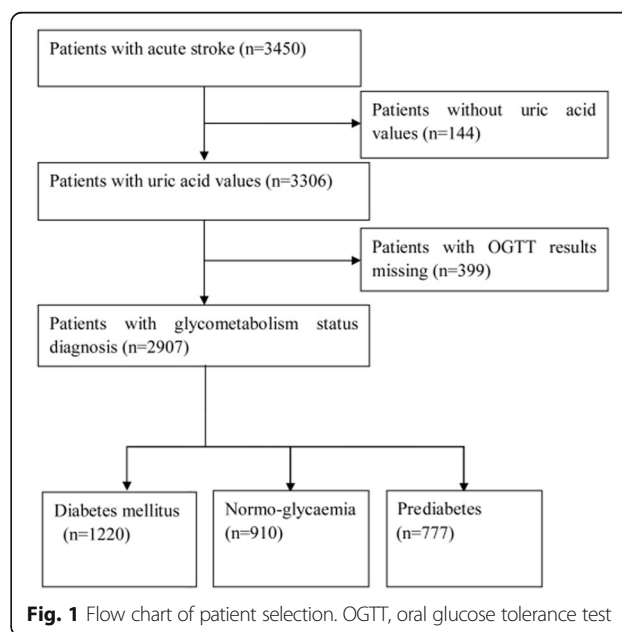 Patients with acute stroke (n=3450)
Patients without uric acid
values (n=144)
Patients with uric acid values (n=3306)
Patients with OGTT results
missing (n=399)
Patients with glycometabolism status
diagnosis (n=2907)
Diabetes mellitus
(n=1220)
Normo-glycaemia
(n=910)
Prediabetes
(n=777)
Fig. 1 Flow chart of patient selection. OGTT, oral glucose tolerance test